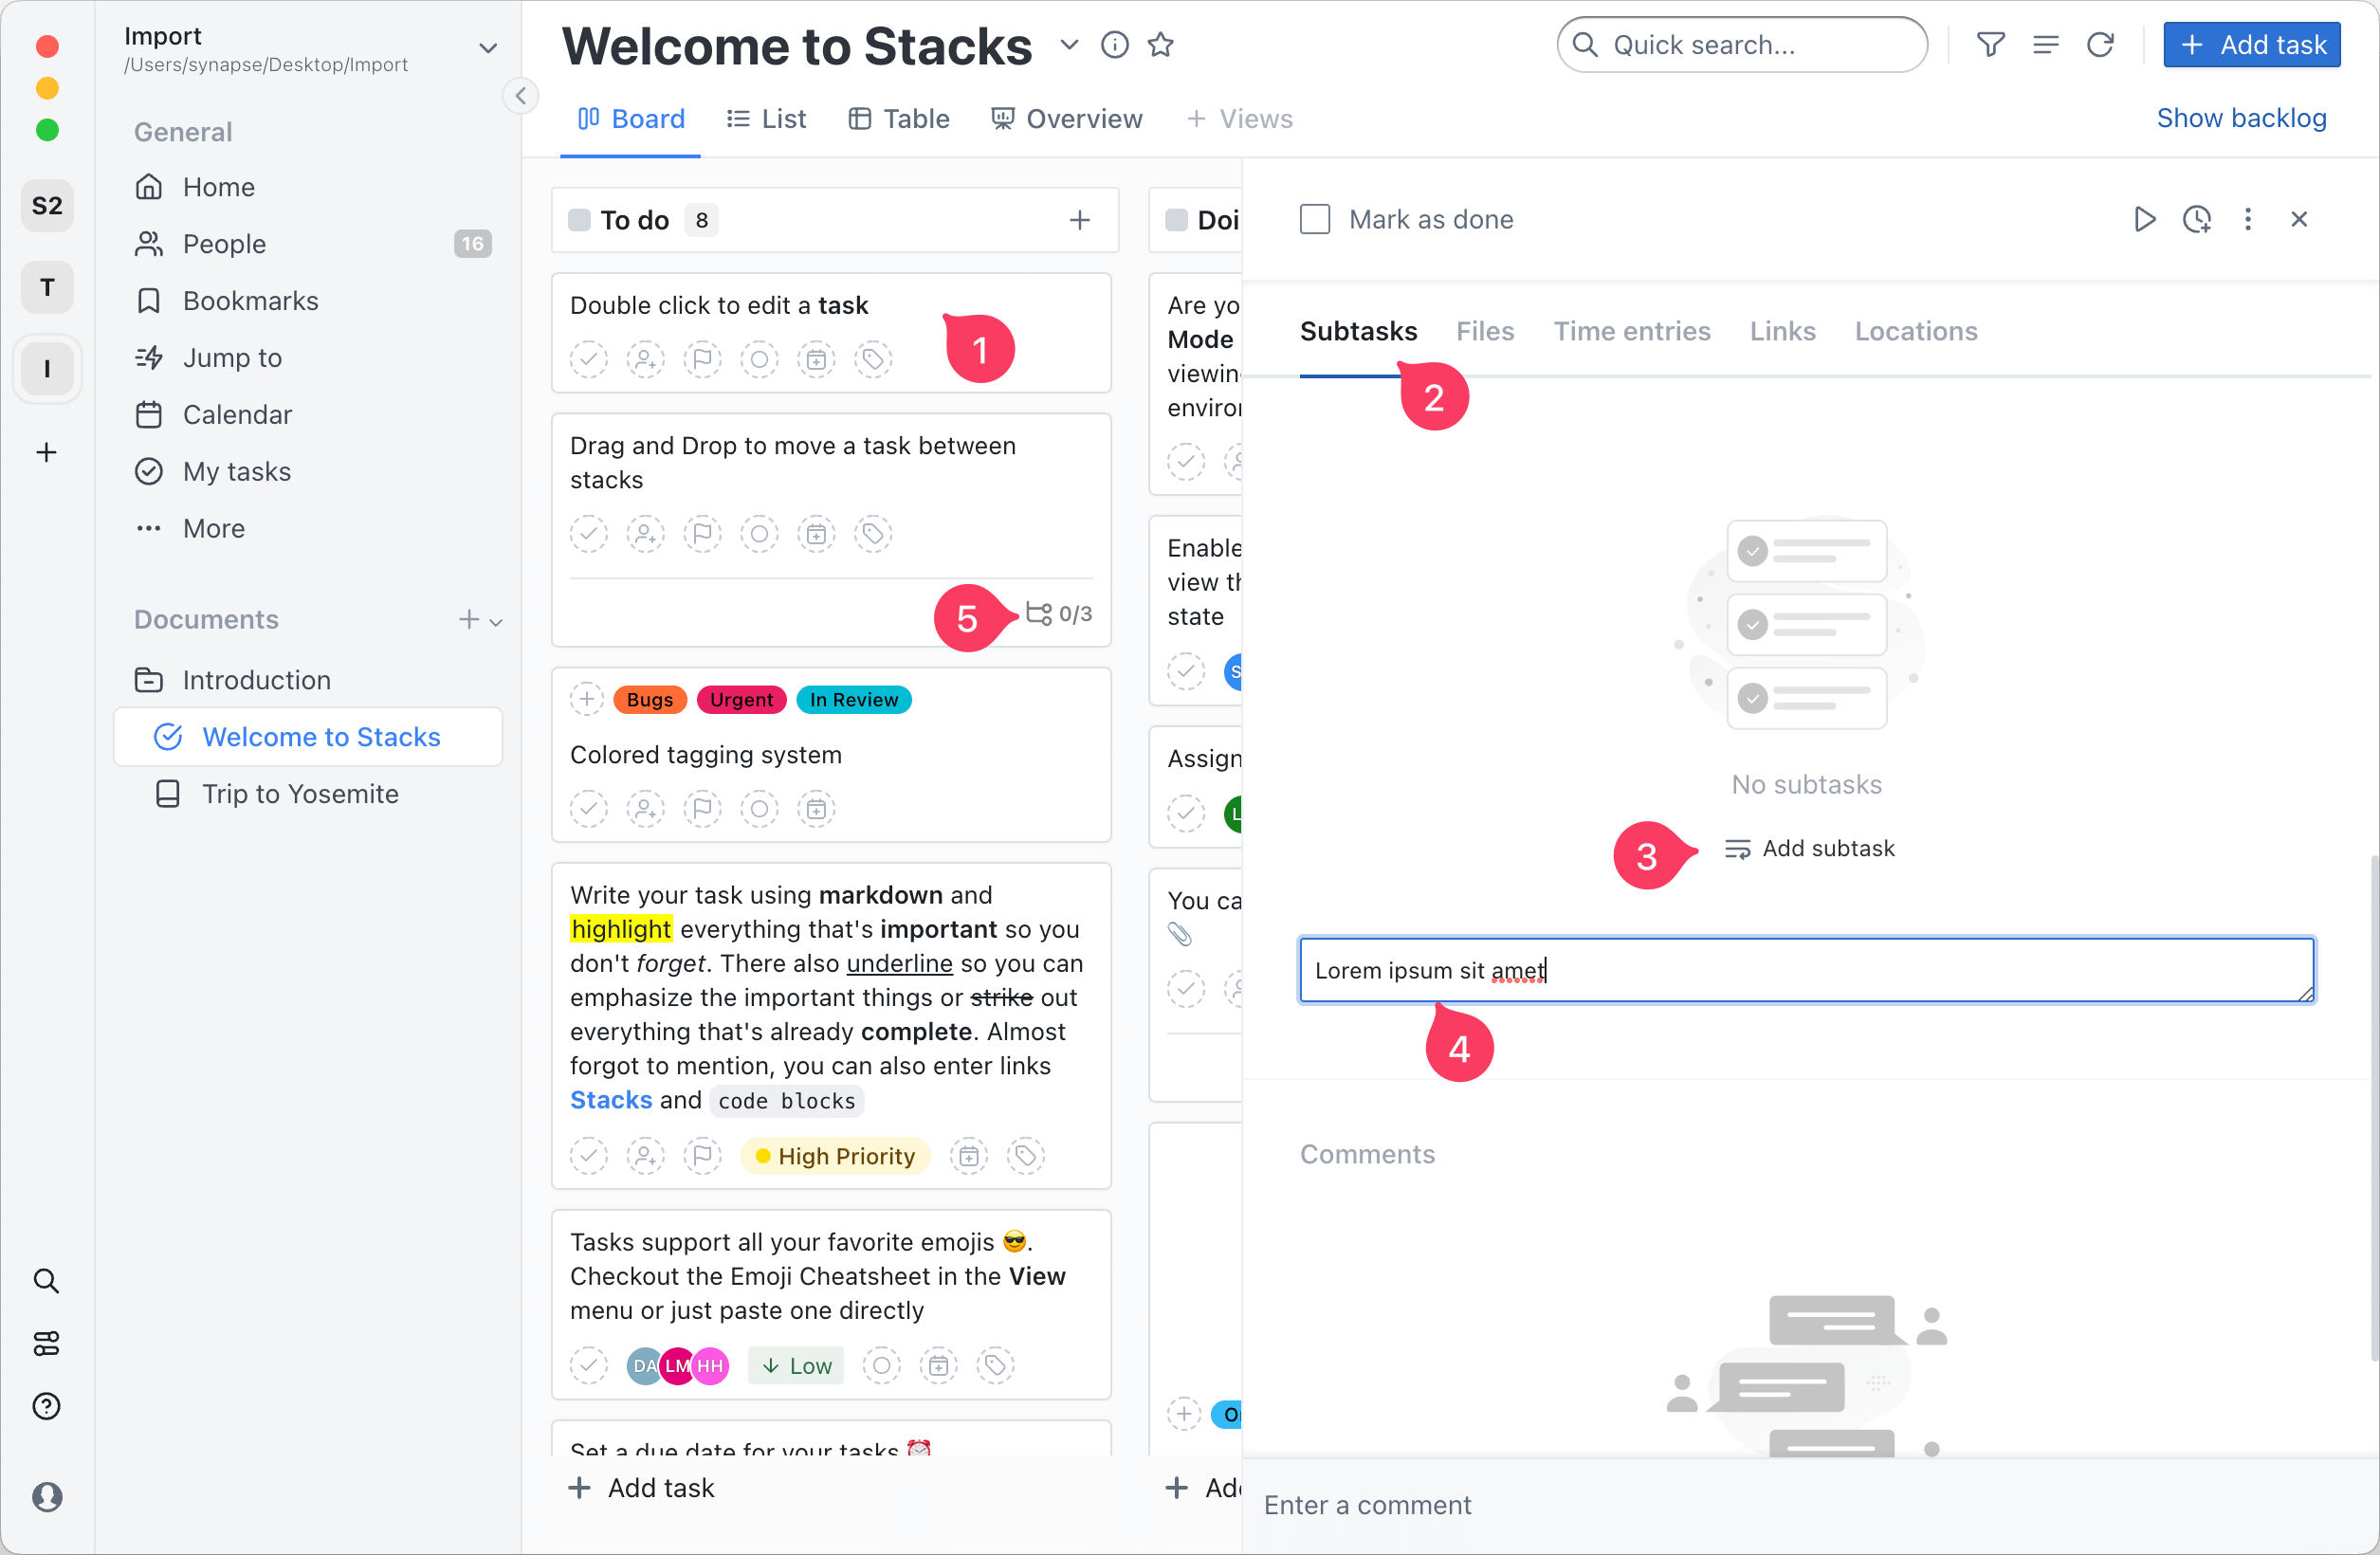 Import
/Users/synapse/Desktop/Import
S2
T
I
General
Home
People 16
Bookmarks
Jump to
Calendar
My tasks
More
Documents
Introduction
Welcome to Stacks
Trip to Yosemite
Welcome to Stacks
Quick search...
Add task
Board
List
Table
Overview
Views
Show backlog
To do 8
Double click to edit a task
1
Drag and Drop to move a task between
stacks
5
0/3
Bugs Urgent In Review
Colored tagging system
Write your task using markdown and
highlight everything that's important so you
don't forget. There also underline so you can
emphasize the important things or strike out
everything that's already complete. Almost
forgot to mention, you can also enter links
Stacks and code blocks
High Priority
Tasks support all your favorite emojis 😎.
Checkout the Emoji Cheatsheet in the View
menu or just paste one directly
DA LM HH Low
Set a due date for your tasks ⏰
Add task
Doi
Are yo
Mode
viewin
enviro
Enable
view th
state
S
Assign
L
You ca
📎
O
Ad
Mark as done
Subtasks
Files
Time entries
Links
Locations
2
No subtasks
3
Add subtask
Lorem ipsum sit amet
4
Comments
Enter a comment